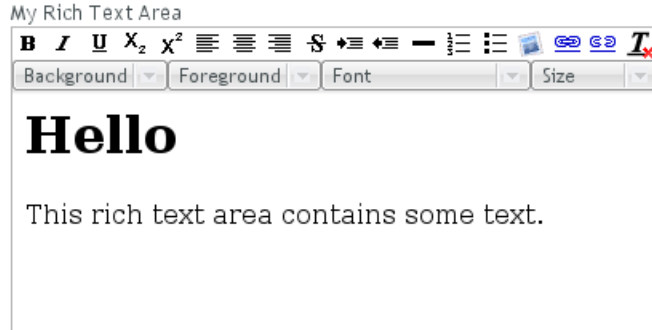 My Rich Text Area
B I U X₂ X² S T
Background Foreground Font Size
Hello
This rich text area contains some text.